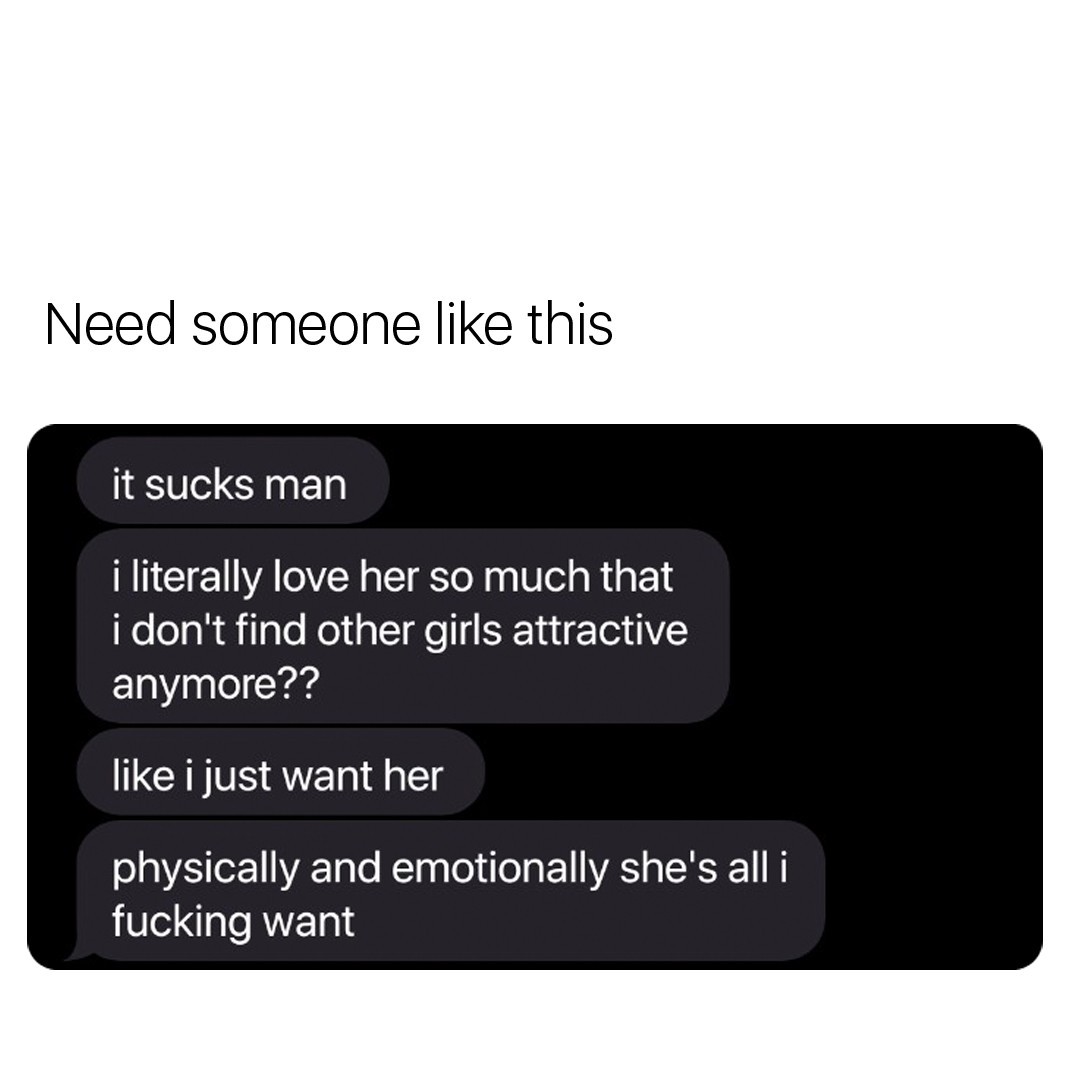 Need someone like this
it sucks man
i literally love her so much that
i don't find other girls attractive
anymore??
like i just want her
physically and emotionally she's all i
fucking want